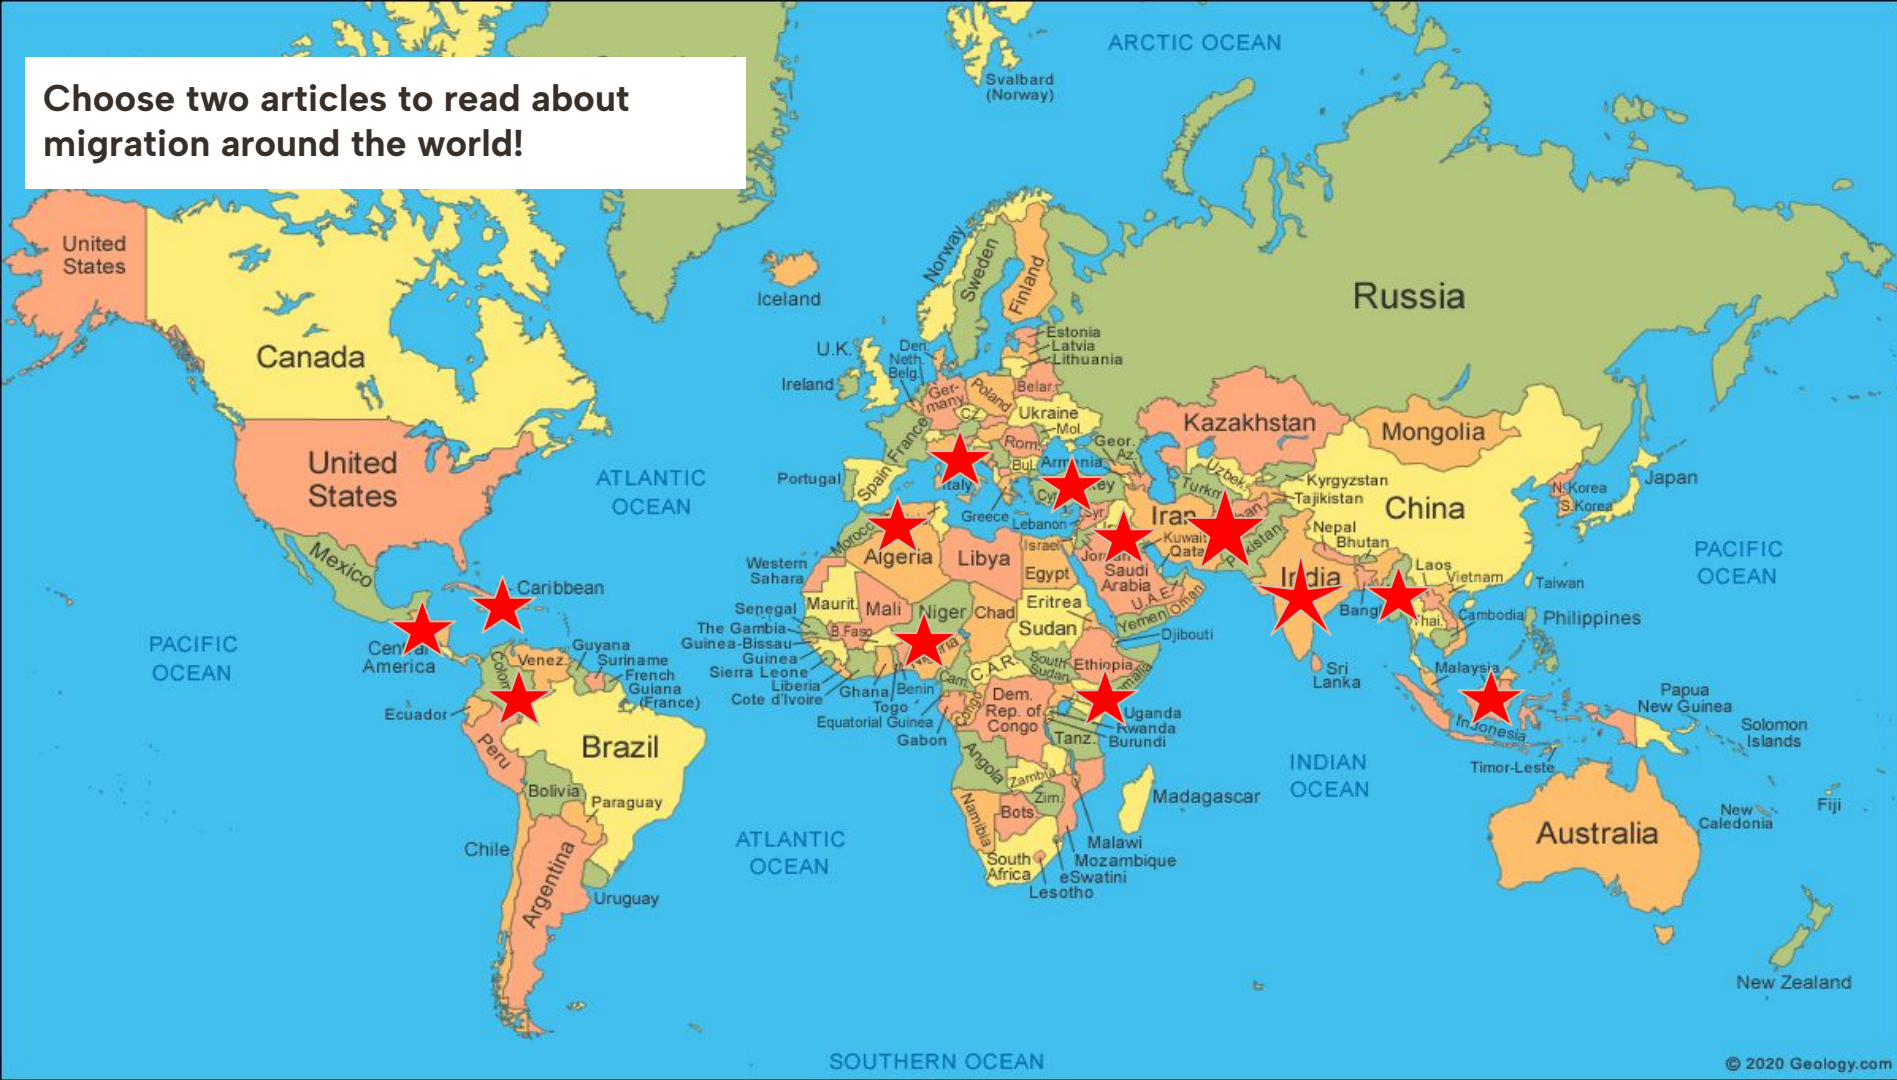 Choose two articles to read about
migration around the world!
ARCTIC OCEAN
Svalbard
(Norway)
United
States
Canada
Iceland
Norway
Sweden
Finland
Russia
Estonia
Latvia
Lithuania
U.K.
Ireland
Den.
Neth.
Belg.
Ger-
many
Poland
Belar.
Cz.
Ukraine
Mol.
France
Rom.
Bul.
Geor.
Az.
Armenia
Kazakhstan
Mongolia
United
States
ATLANTIC
OCEAN
Portugal
Spain
Italy
Greece
Lebanon
Syr.
Israel
Uzbek.
Kyrgyzstan
Tajikistan
China
N.Korea
S.Korea
Japan
Iran
Kuwait
Nepal
Bhutan
PACIFIC
OCEAN
Mexico
Caribbean
Western
Sahara
Algeria
Libya
Egypt
Saudi
Arabia
U.A.E.
Oman
Yemen
India
Laos
Vietnam
Taiwan
Cambodia
Thai.
Philippines
Central
America
PACIFIC
OCEAN
Senegal
The Gambia
Guinea-Bissau
Guinea
Sierra Leone
Liberia
Cote d'Ivoire
Maurit.
Mali
Niger
Chad
Eritrea
Sudan
B.Faso
Ghana
Togo
Benin
Equatorial Guinea
Gabon
Cam.
C.A.R.
South
Sudan
Ethiopia
Djibouti
Congo
Dem.
Rep. of
Congo
Uganda
Rwanda
Burundi
Tanz.
Sri
Lanka
Malaysia
Indonesia
Papua
New Guinea
Solomon
Islands
Timor-Leste
Venez.
Guyana
Suriname
French
Guiana
(France)
Ecuador
Peru
Brazil
Bolivia
Paraguay
Chile
Argentina
Uruguay
ATLANTIC
OCEAN
Angola
Zambia
Zim.
Namibia
Bots.
South
Africa
Malawi
Mozambique
eSwatini
Lesotho
Madagascar
INDIAN
OCEAN
Australia
New
Caledonia
Fiji
New Zealand
SOUTHERN OCEAN
© 2020 Geology.com